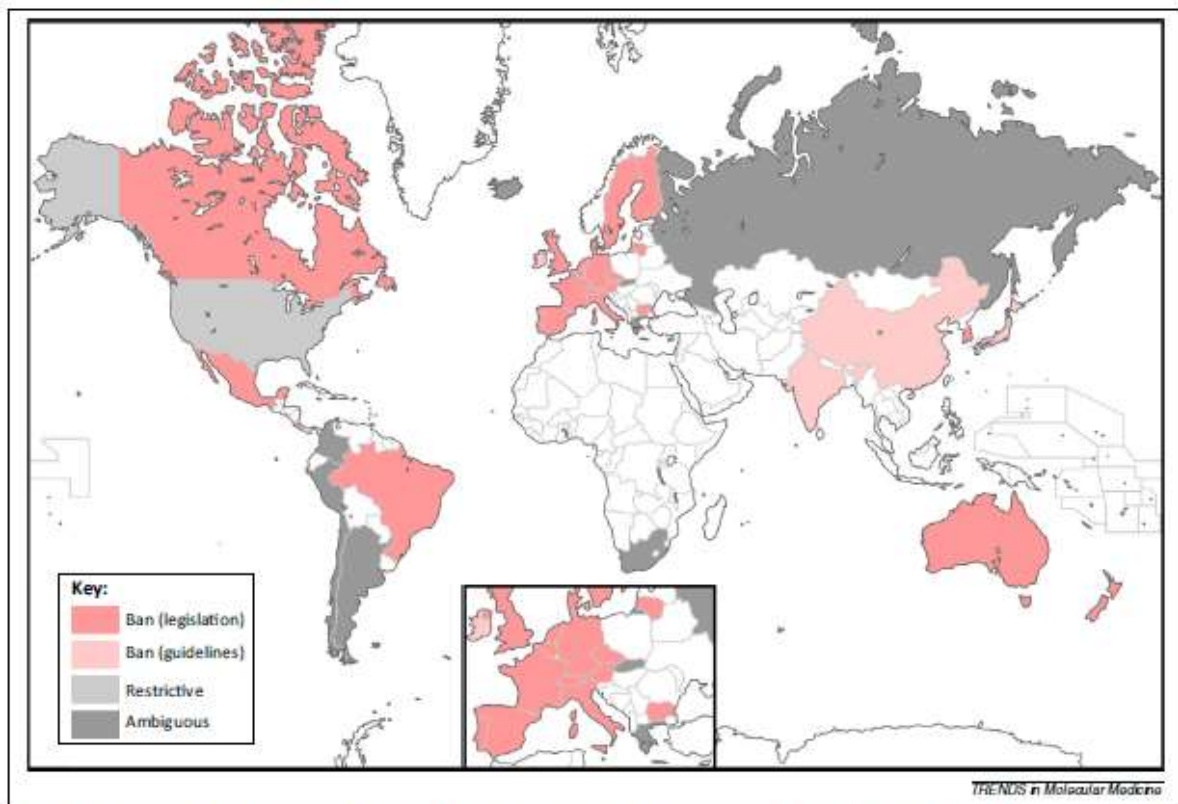 Key:
Ban (legislation)
Ban (guidelines)
Restrictive
Ambiguous
TRENDS in Molecular Medicine